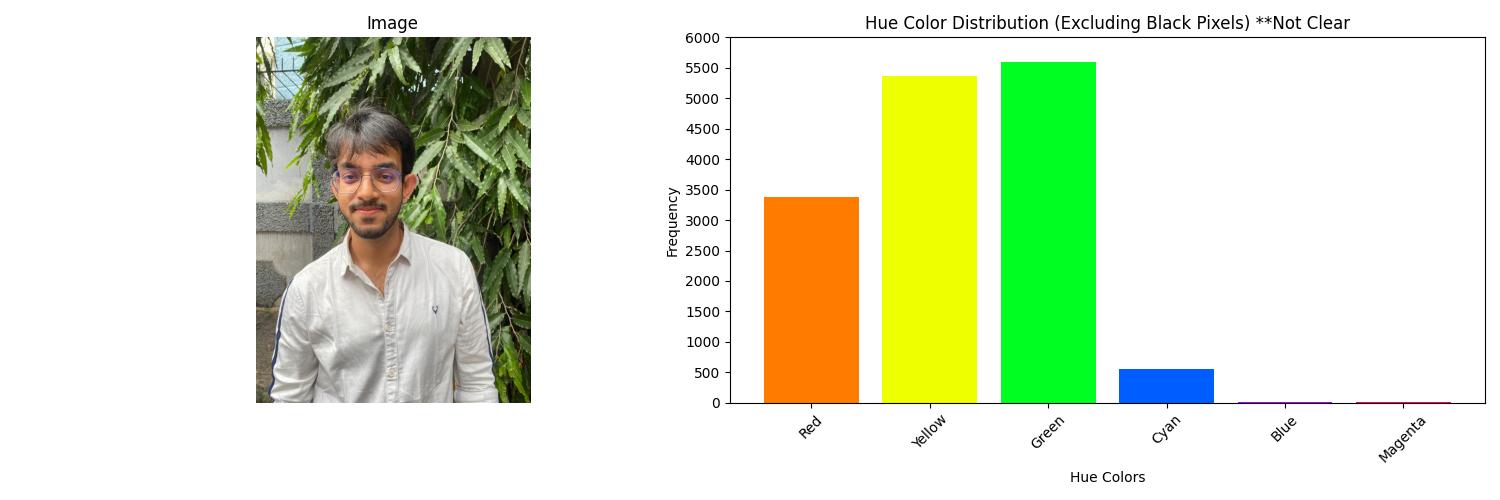 Image
Hue Color Distribution (Excluding Black Pixels) **Not Clear
Frequency
6000
5500
5000
4500
4000
3500
3000
2500
2000
1500
1000
500
0
Red
Yellow
Green
Cyan
Blue
Magenta
Hue Colors